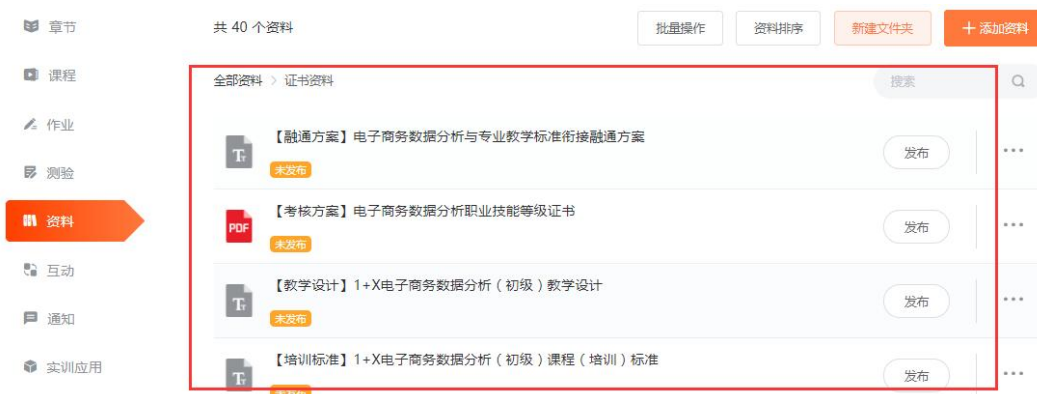 章节
课程
作业
测验
资料
互动
通知
实训应用
共 40 个资料
批量操作
资料排序
新建文件夹
+ 添加资料
全部资料 > 证书资料
搜索
【融通方案】电子商务数据分析与专业教学标准衔接融通方案
未发布
发布
PDF
【考核方案】电子商务数据分析职业技能等级证书
未发布
发布
【教学设计】1+X电子商务数据分析（初级）教学设计
未发布
发布
【培训标准】1+X电子商务数据分析（初级）课程（培训）标准
发布